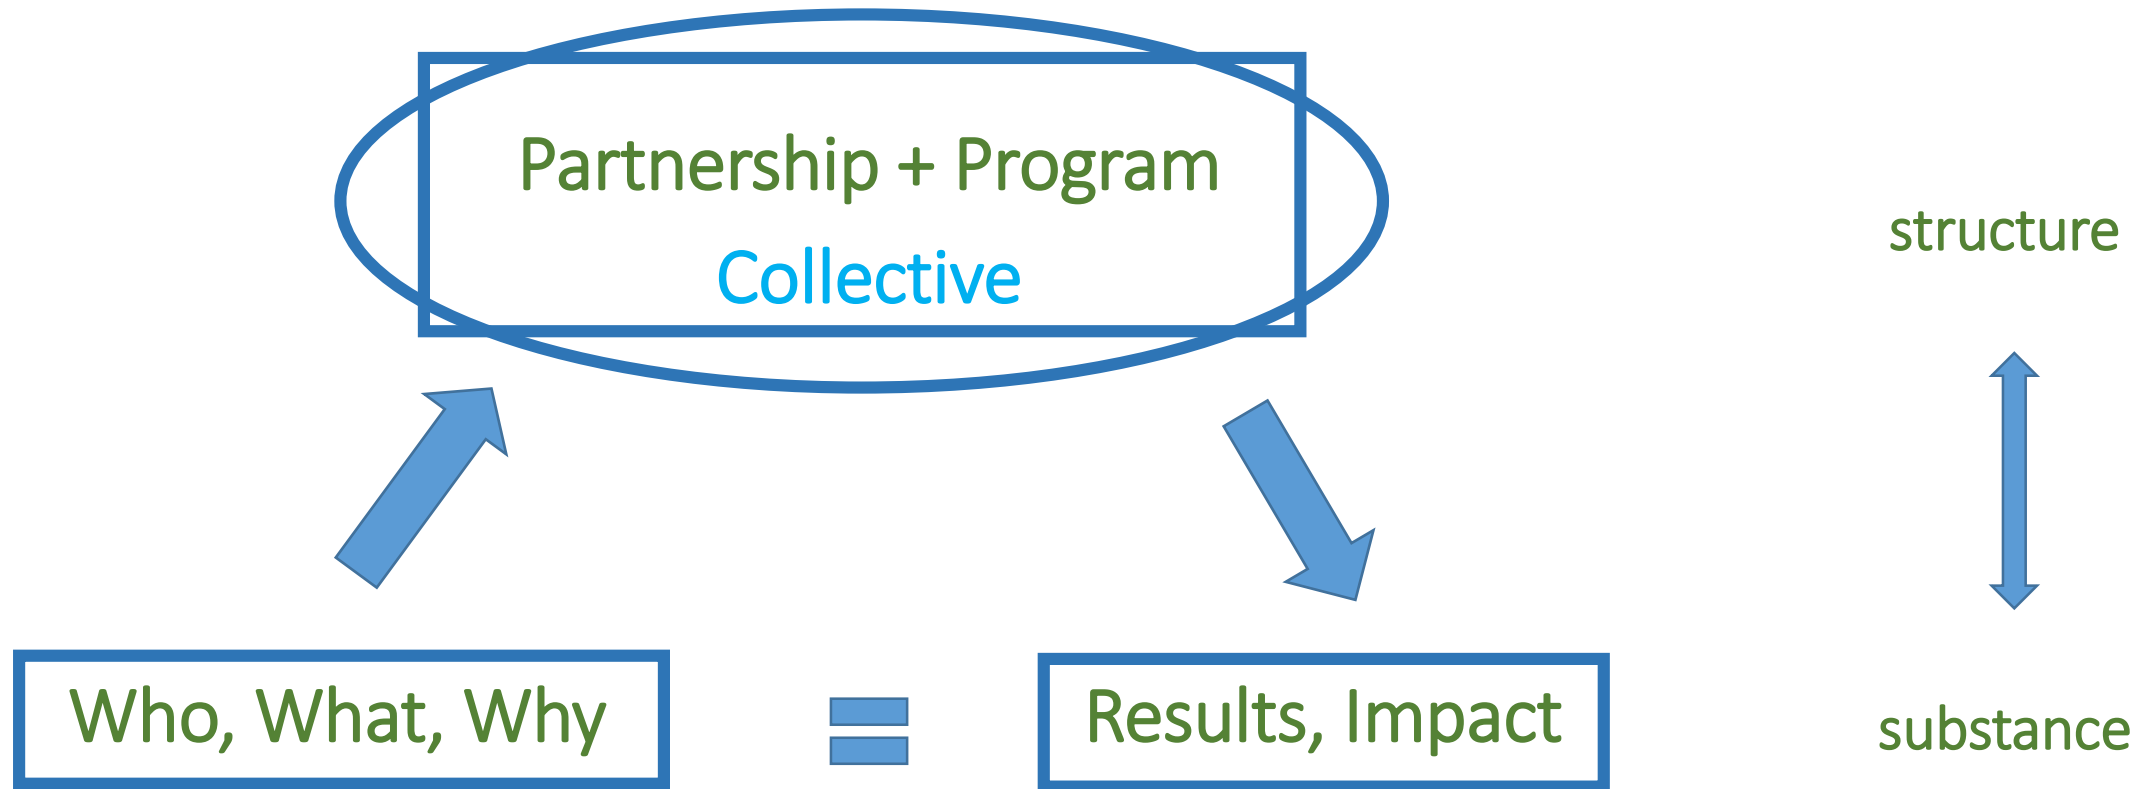 Partnership + Program
Collective
structure
Who, What, Why
Results, Impact
substance